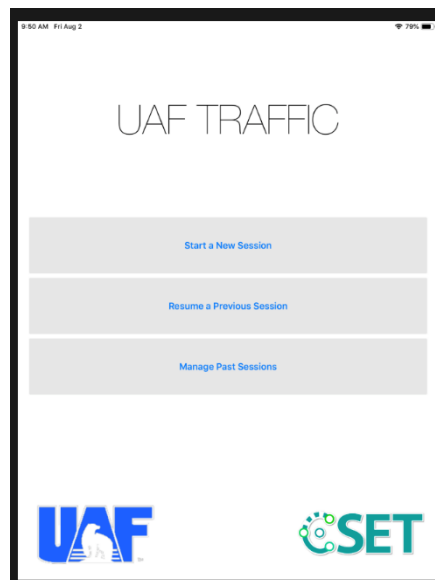 9:50 AM Fri Aug 2
79%
UAF TRAFFIC
Start a New Session
Resume a Previous Session
Manage Past Sessions
UAF
CSET